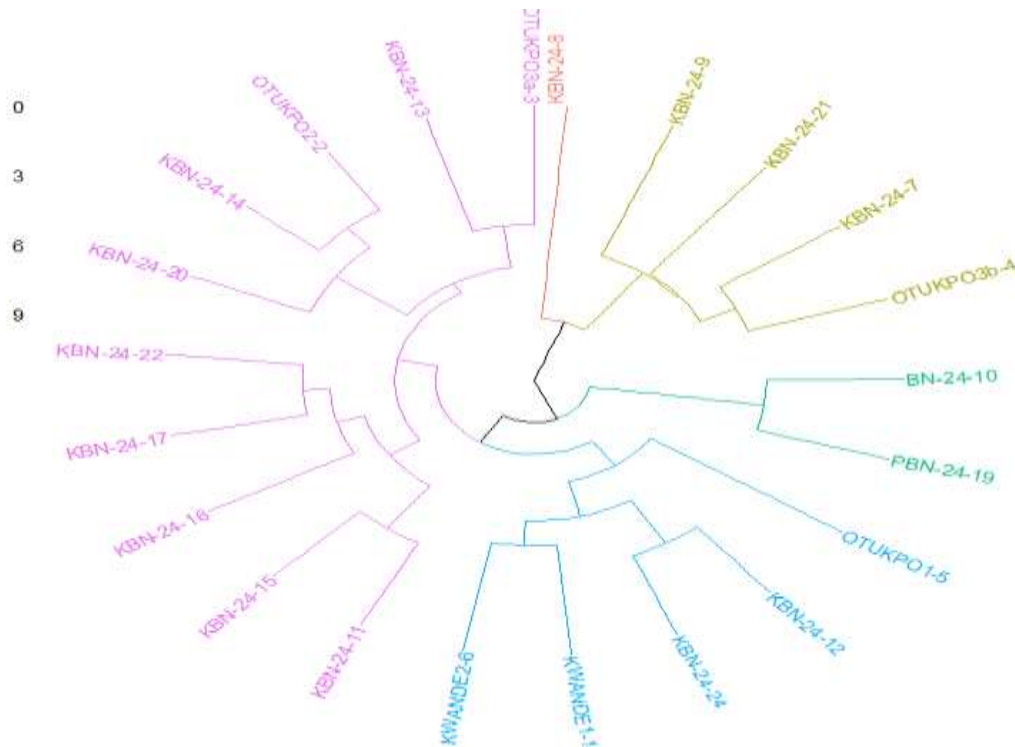 0
3
6
9
OTUKPO3a-3
KBN-24-8
KBN-24-9
KBN-24-21
KBN-24-7
OTUKPO3b-4
BN-24-10
PBN-24-19
OTUKPO1-5
KBN-24-12
KBN-24-24
KWANDE1-1
KWANDE2-6
KBN-24-11
KBN-24-15
KBN-24-16
KBN-24-17
KBN-24-22
KBN-24-20
KBN-24-14
OTUKPO2-2
KBN-24-13